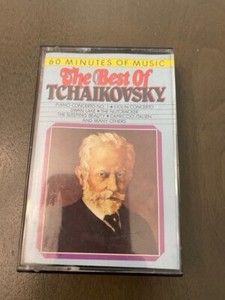 60 MINUTES OF MUSIC
The Best Of
TCHAIKOVSKY
PIANO CONCERTO NO. 1 • VIOLIN CONCERTO
SWAN LAKE • THE NUTCRACKER
THE SLEEPING BEAUTY • CAPRICCIO ITALIEN
AND MANY OTHERS